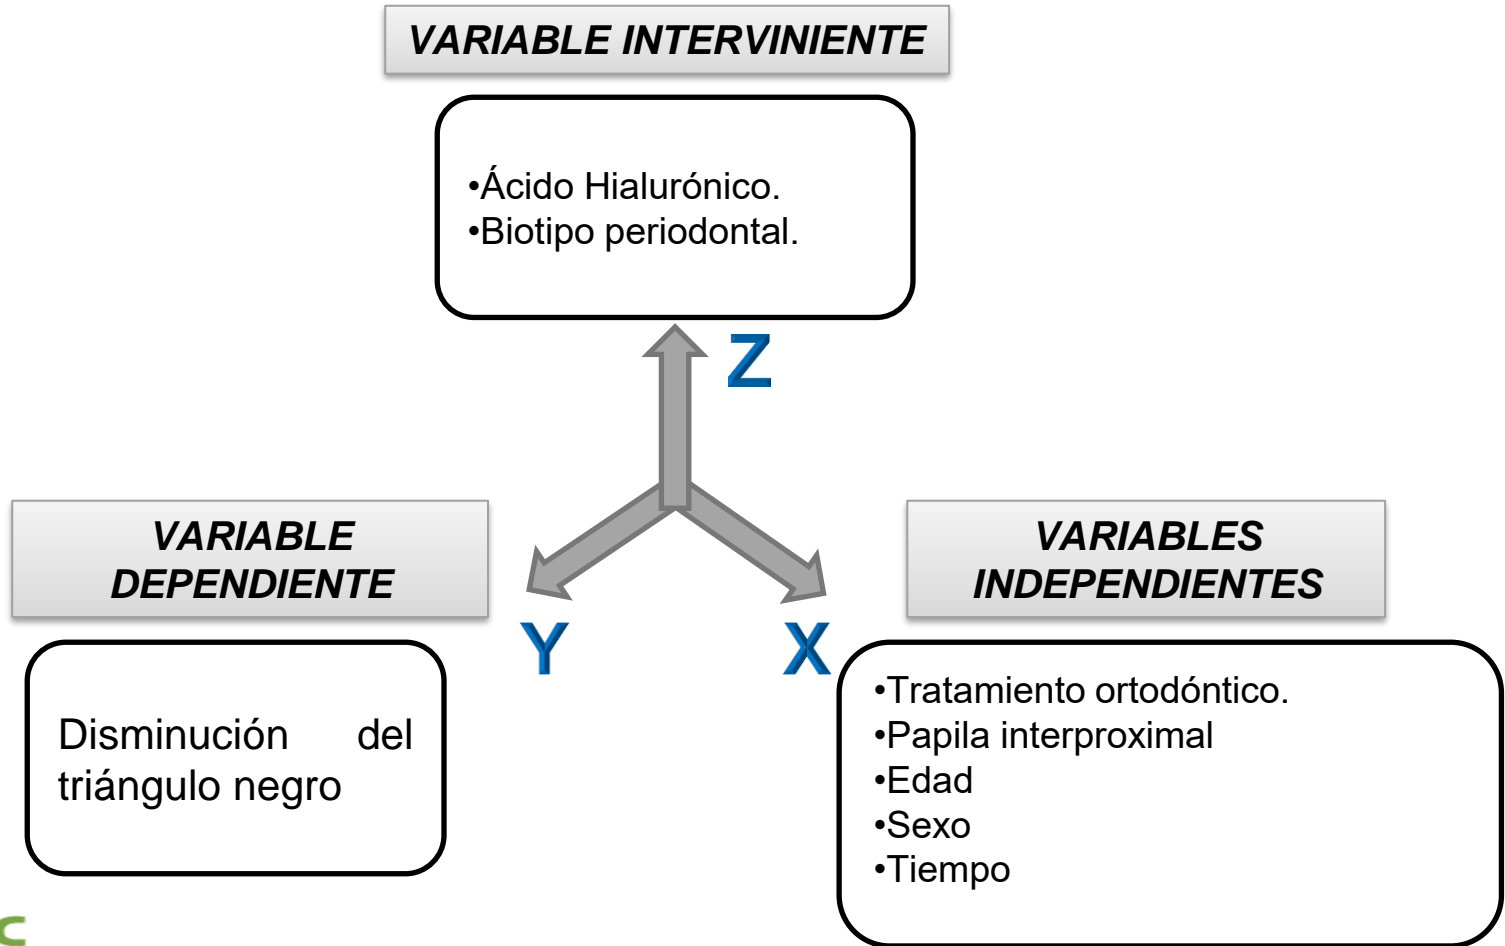 VARIABLE INTERVINIENTE
•Ácido Hialurónico.
•Biotipo periodontal.
Z
VARIABLE
DEPENDIENTE
VARIABLES
INDEPENDIENTES
Y
X
Disminución del
triángulo negro
•Tratamiento ortodóntico.
•Papila interproximal
•Edad
•Sexo
•Tiempo